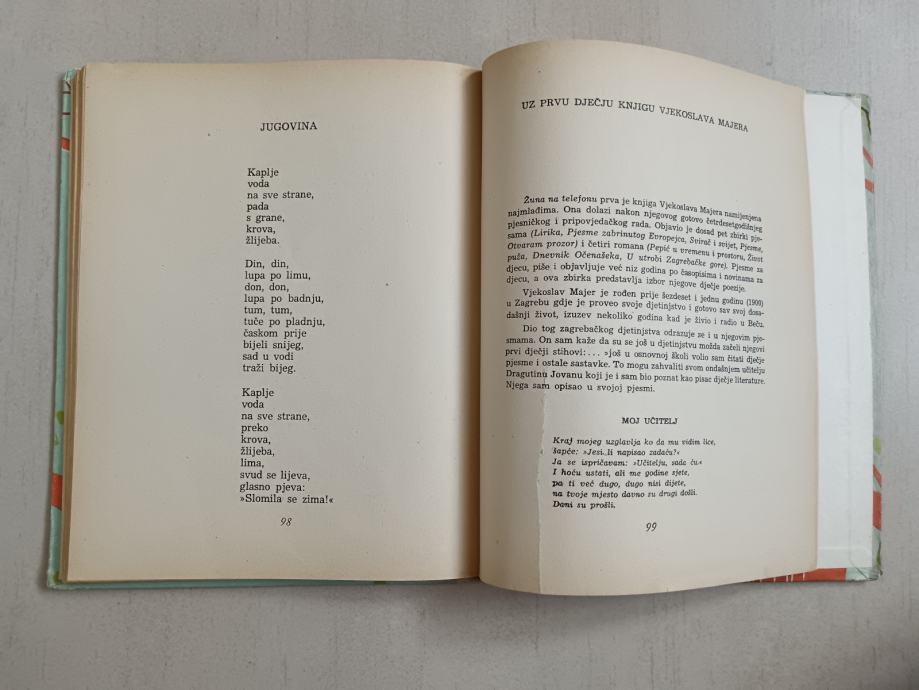 JUGOVINA
Kaplje
voda
na sve strane,
pada
s grane,
krova,
žlijeba.
Din, din,
lupa po limu,
don, don,
lupa po badnju,
tum, tum,
tuče po pladnju,
časkom prije
bijeli snijeg,
sad u vodi
traži bijeg.
Kaplje
voda
na sve strane,
preko
krova,
žlijeba,
lima,
svud se lijeva,
glasno pjeva:
»Slomila se zima!«
98
UZ PRVU DJEČJU KNJIGU VJEKOSLAVA MAJERA
Žuna na telefonu prva je knjiga Vjekoslava Majera namijenjena
najmlađima. Ona dolazi nakon njegovog gotovo četrdesetgodišnjeg
pjesničkog i pripovjedačkog rada. Objavio je dosad pet zbirki pje-
sama (Lirika, Pjesme zabrinutog Evropejca, Svirač i svijet, Pjesme,
Otvaram prozor) i četiri romana (Pepić u vremenu i prostoru, Život
puža, Dnevnik Očenašeka, U utrobi Zagrebačke gore). Pjesme za
djecu, piše i objavljuje već niz godina po časopisima i novinama za
djecu, a ova zbirka predstavlja izbor njegove dječje poezije.
Vjekoslav Majer je rođen prije šezdeset i jednu godinu (1900)
u Zagrebu gdje je proveo svoje djetinjstvo i gotovo sav svoj dosa-
dašnji život, izuzev nekoliko godina kad je živio i radio u Beču.
Dio tog zagrebačkog djetinjstva odrazuje se i u njegovim pje-
smama. On sam kaže da su se još u djetinjstvu možda začeli njegovi
prvi dječji stihovi: . . . »još u osnovnoj školi volio sam čitati dječje
pjesme i ostale sastavke. To mogu zahvaliti svom ondašnjem učitelju
Dragutinu Jovanu koji je i sam bio poznat kao pisac dječje literature.
Njega sam opisao u svojoj pjesmi.
MOJ UČITELJ
Kraj mojeg uzglavlja ko da mu vidim lice,
šapće: »Jesi li napisao zadaću?«
Ja se ispričavam: »Učitelju, sada ću«
I hoću ustati, ali me godine sjete,
pa ti već dugo, dugo nisi dijete,
na tvoje mjesto davno su drugi došli.
Dani su prošli.
99